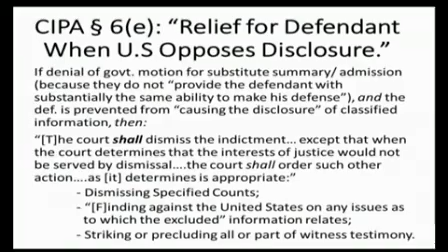 CIPA § 6(e): “Relief for Defendant
When U.S Opposes Disclosure.”
If denial of govt. motion for substitute summary/ admission
(because they do not “provide the defendant with
substantially the same ability to make his defense”), and the
def. is prevented from “causing the disclosure” of classified
information, then:
“[T]he court shall dismiss the indictment... except that when
the court determines that the interests of justice would not
be served by dismissal....the court shall order such other
action....as [it] determines is appropriate:”
- Dismissing Specified Counts;
- “[F]inding against the United States on any issues as
to which the excluded” information relates;
- Striking or precluding all or part of witness testimony.